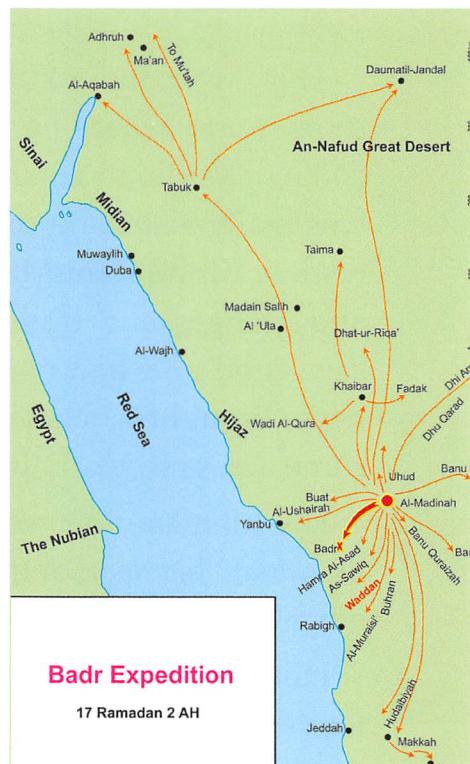 Adhruh
Ma'an
To Mu'tah
Al-Aqabah
Daumatil-Jandal
Sinai
An-Nafud Great Desert
Tabuk
Midian
Muwaylih
Duba
Taima
Madain Salih
Al 'Ula
Dhat-ur-Riqa'
Al-Wajh
Khaibar
Fadak
Dhu Qarad
Red Sea
Hijaz
Wadi Al-Qura
Egypt
Uhud
Banu
Buat
Al-Madinah
Al-Ushairah
Yanbu
Banu Quraizah
The Nubian
Badr
Hamra Al-Asad
As-Sawiq
Waddan
Buhran
Al-Muraisi'
Rabigh
Hudaibiyah
Jeddah
Makkah
Badr Expedition
17 Ramadan 2 AH